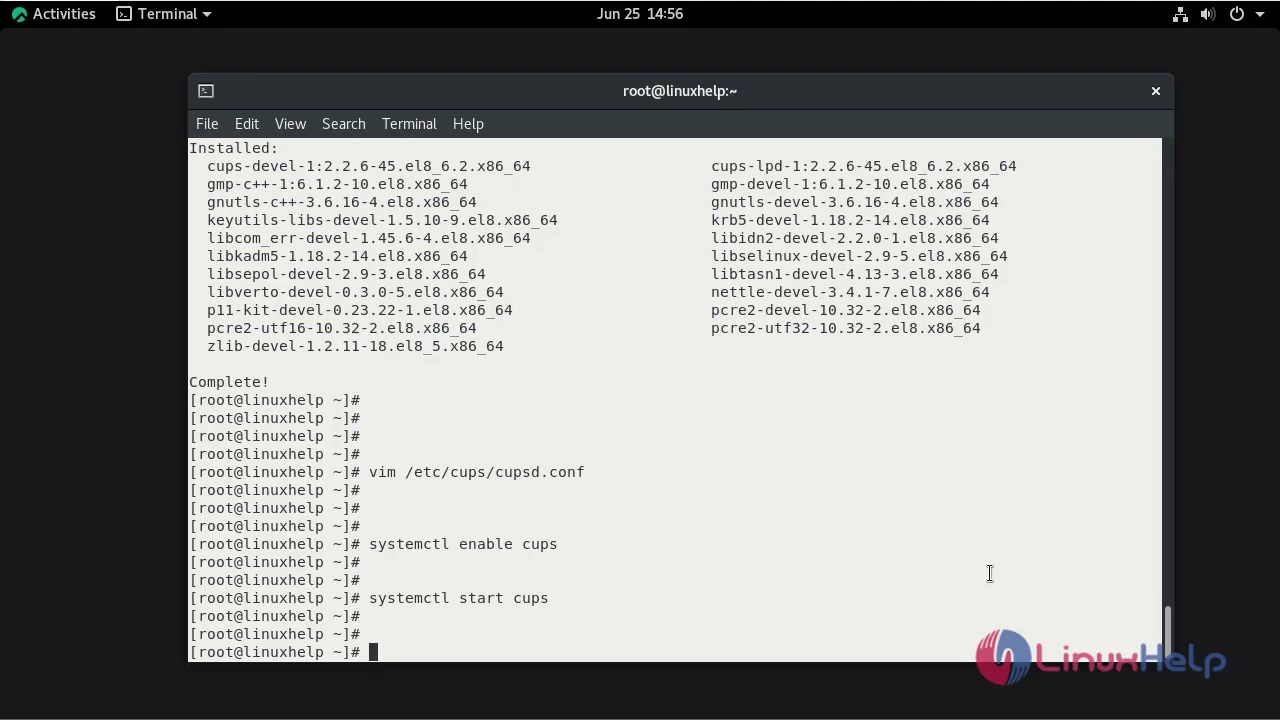 Activities Terminal Jun 25 14:56
root@linuxhelp:~ ×
File Edit View Search Terminal Help
Installed:
cups-devel-1:2.2.6-45.el8_6.2.x86_64 cups-lpd-1:2.2.6-45.el8_6.2.x86_64
gmp-c++-1:6.1.2-10.el8.x86_64 gmp-devel-1:6.1.2-10.el8.x86_64
gnutls-c++-3.6.16-4.el8.x86_64 gnutls-devel-3.6.16-4.el8.x86_64
keyutils-libs-devel-1.5.10-9.el8.x86_64 krb5-devel-1.18.2-14.el8.x86_64
libcom_err-devel-1.45.6-4.el8.x86_64 libidn2-devel-2.2.0-1.el8.x86_64
libkadm5-1.18.2-14.el8.x86_64 libselinux-devel-2.9-5.el8.x86_64
libsepol-devel-2.9-3.el8.x86_64 libtasn1-devel-4.13-3.el8.x86_64
libverto-devel-0.3.0-5.el8.x86_64 nettle-devel-3.4.1-7.el8.x86_64
p11-kit-devel-0.23.22-1.el8.x86_64 pcre2-devel-10.32-2.el8.x86_64
pcre2-utf16-10.32-2.el8.x86_64 pcre2-utf32-10.32-2.el8.x86_64
zlib-devel-1.2.11-18.el8_5.x86_64
Complete!
[root@linuxhelp ~]#
[root@linuxhelp ~]#
[root@linuxhelp ~]#
[root@linuxhelp ~]#
[root@linuxhelp ~]# vim /etc/cups/cupsd.conf
[root@linuxhelp ~]#
[root@linuxhelp ~]#
[root@linuxhelp ~]#
[root@linuxhelp ~]# systemctl enable cups
[root@linuxhelp ~]#
[root@linuxhelp ~]#
[root@linuxhelp ~]# systemctl start cups
[root@linuxhelp ~]#
[root@linuxhelp ~]#
[root@linuxhelp ~]#
LinuxHelp